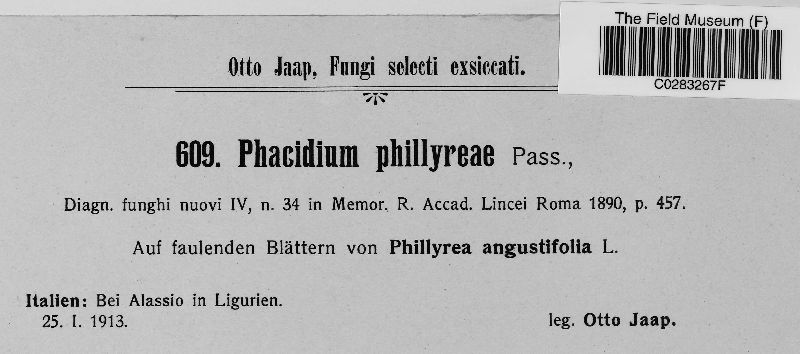 The Field Museum (F)
C0283267F
Otto Jaap, Fungi selecti exsiccati.
609. Phacidium phillyreae Pass.,
Diagn. funghi nuovi IV, n. 34 in Memor. R. Accad. Lincei Roma 1890, p. 457.
Auf faulenden Blättern von Phillyrea angustifolia L.
Italien: Bei Alassio in Ligurien.
25. I. 1913.
leg. Otto Jaap.